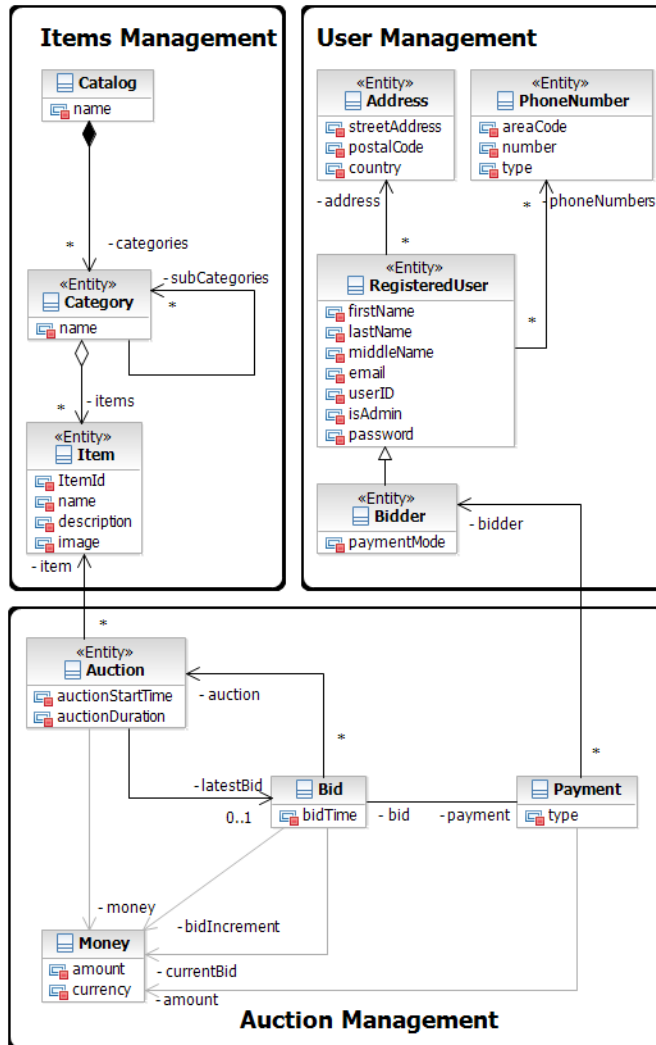 Items Management
Catalog
name
*
- categories
«Entity»
Category
name
- subCategories
*
*
- items
«Entity»
Item
ItemId
name
description
image
- item
User Management
«Entity»
Address
streetAddress
postalCode
country
«Entity»
PhoneNumber
areaCode
number
type
- address
*
- phoneNumbers
*
«Entity»
RegisteredUser
firstName
lastName
middleName
email
userID
isAdmin
password
*
«Entity»
Bidder
paymentMode
- bidder
*
«Entity»
Auction
auctionStartTime
auctionDuration
- auction
*
*
- latestBid
0..1
Bid
bidTime
- bid
- payment
Payment
type
- money
- bidIncrement
Money
amount
currency
- currentBid
- amount
Auction Management